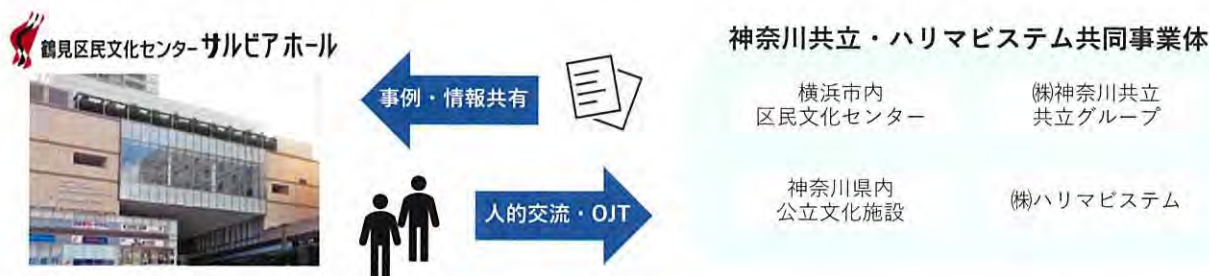 鶴見区民文化センター サルビアホール
事例・情報共有
人的交流・OJT
神奈川共立・ハリマビステム共同事業体
横浜市内
区民文化センター
㈱神奈川共立
共立グループ
神奈川県内
公立文化施設
㈱ハリマビステム